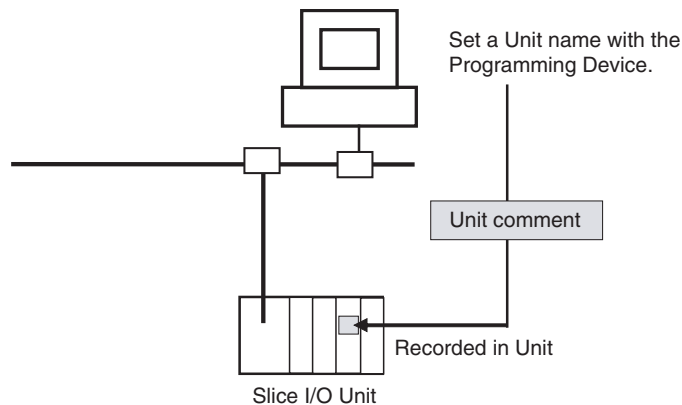 Set a Unit name with the
Programming Device.
Unit comment
Recorded in Unit
Slice I/O Unit